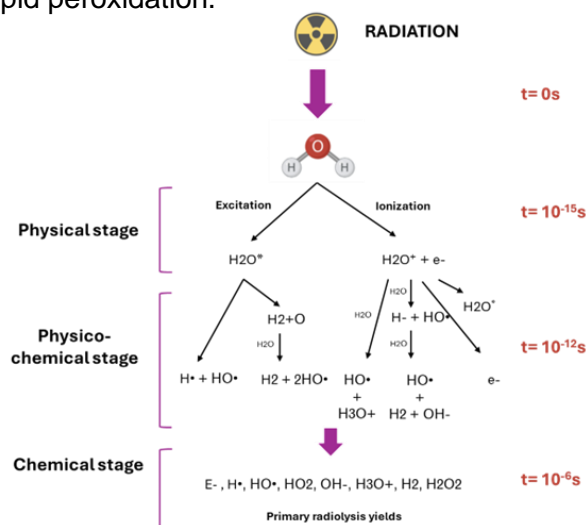 pid peroxidation.
RADIATION
t= 0s
O
H H
Excitation Ionization
t= 10-15s
Physical stage
H2O* H2O+ + e-
H2O
H2O
H2+O H- + HO• H2O*
Physico-
chemical stage
H2O H2O
t= 10-12s
H• + HO• H2 + 2HO• HO• HO• e-
+ +
H3O+ H2 + OH-
Chemical stage
E- , H•, HO•, HO2, OH-, H3O+, H2, H2O2
t= 10-6s
Primary radiolysis yields